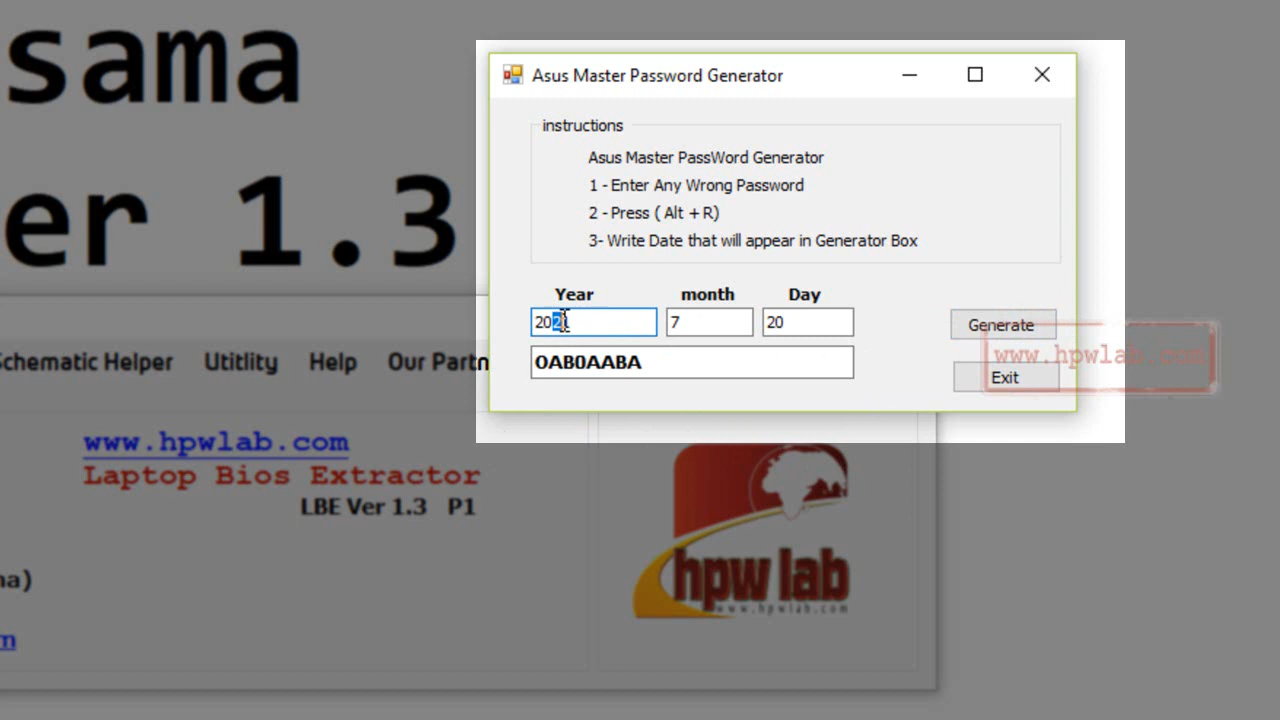 sama
er 1.3
Asus Master Password Generator
instructions
Asus Master PassWord Generator
1 - Enter Any Wrong Password
2 - Press ( Alt + R)
3- Write Date that will appear in Generator Box
Year month Day
7 20
Generate
OAB0AABA
Exit
www.hpwlab.com
Schematic Helper Utitlity Help Our Partn
www.hpwlab.com
Laptop Bios Extractor
LBE Ver 1.3 P1
na)
m
hpw lab
www.hpwlab.com